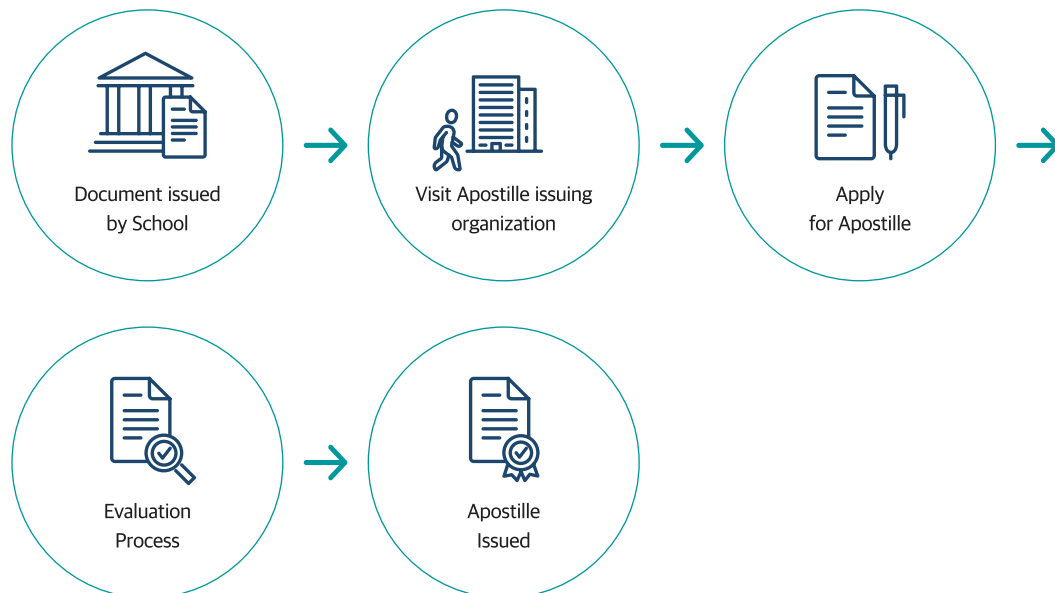 Document issued
by School
Visit Apostille issuing
organization
Apply
for Apostille
Evaluation
Process
Apostille
Issued